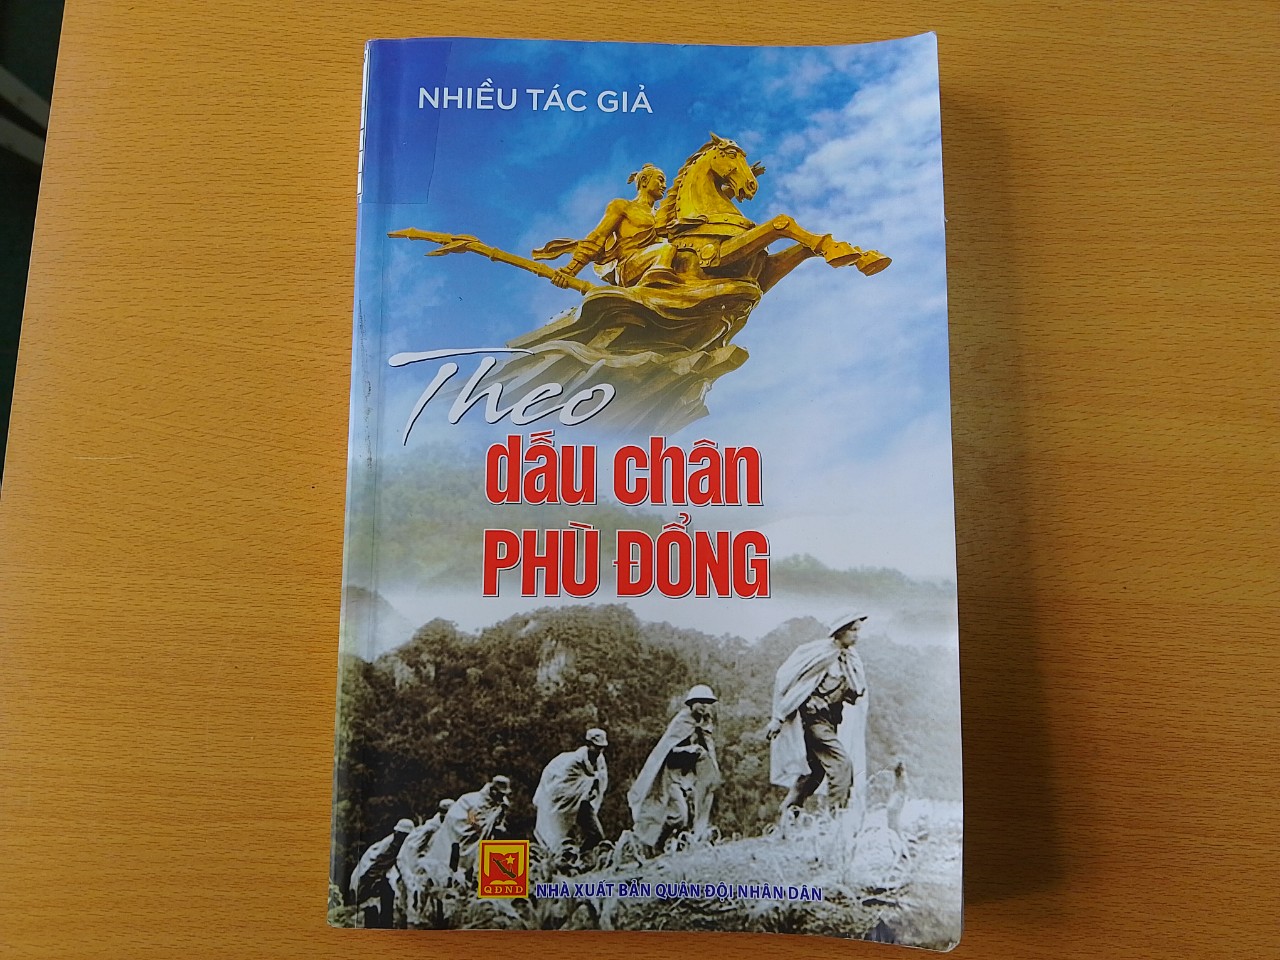 NHIỀU TÁC GIẢ
Theo
dấu chân
PHÙ ĐỔNG
QĐND
NHÀ XUẤT BẢN QUÂN ĐỘI NHÂN DÂN